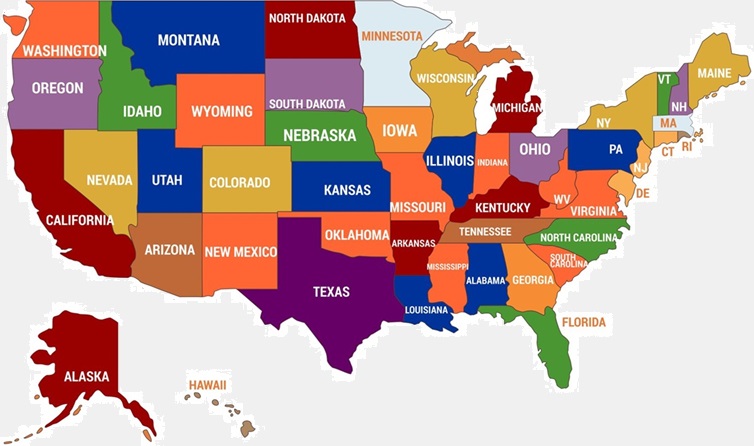 NORTH DAKOTA
MONTANA
MINNESOTA
WASHINGTON
WISCONSIN
MAINE
VT
OREGON
IDAHO
WYOMING
SOUTH DAKOTA
MICHIGAN
NH
NY
MA
NEBRASKA
IOWA
OHIO
PA
CT
RI
ILLINOIS
INDIANA
NJ
NEVADA
UTAH
COLORADO
KANSAS
DE
MISSOURI
WV
KENTUCKY
VIRGINIA
CALIFORNIA
OKLAHOMA
TENNESSEE
NORTH CAROLINA
ARIZONA
NEW MEXICO
ARKANSAS
SOUTH
CAROLINA
MISSISSIPPI
ALABAMA
GEORGIA
TEXAS
LOUISIANA
FLORIDA
ALASKA
HAWAII